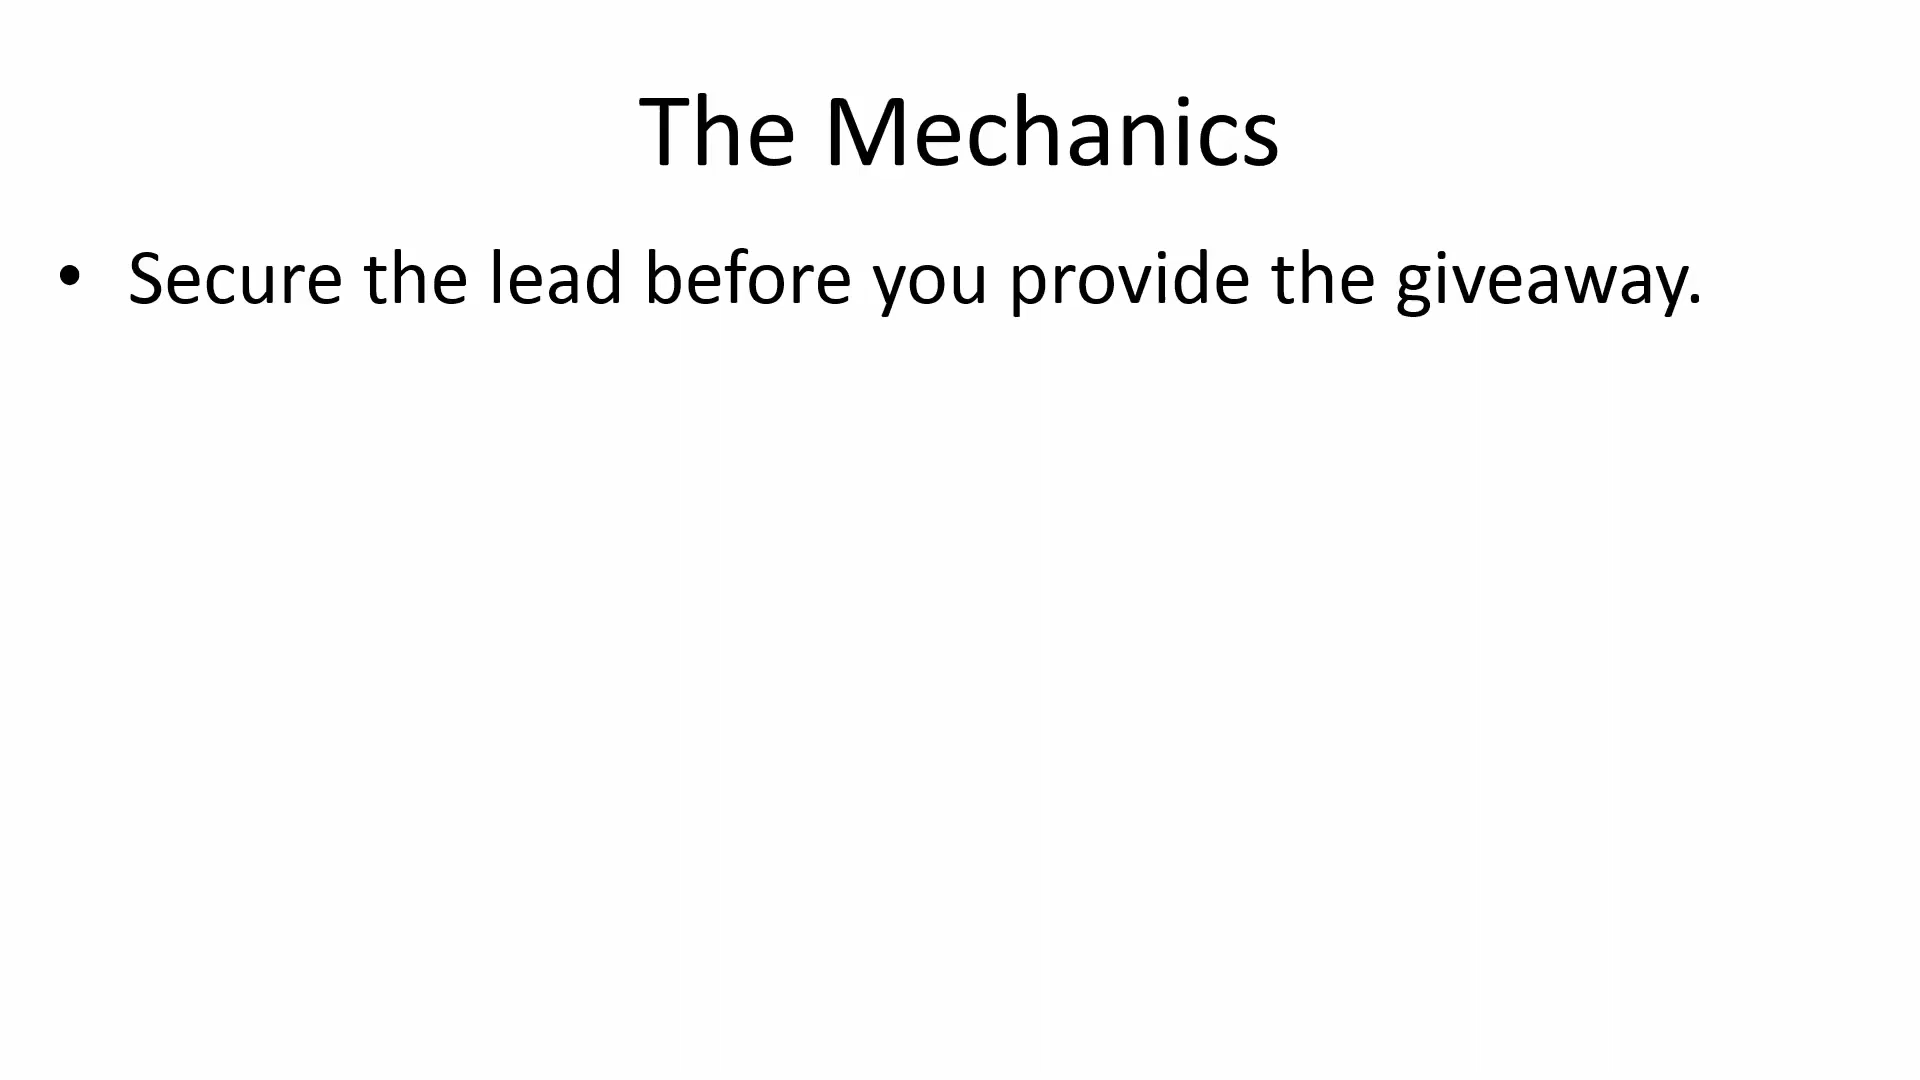 The Mechanics
• Secure the lead before you provide the giveaway.